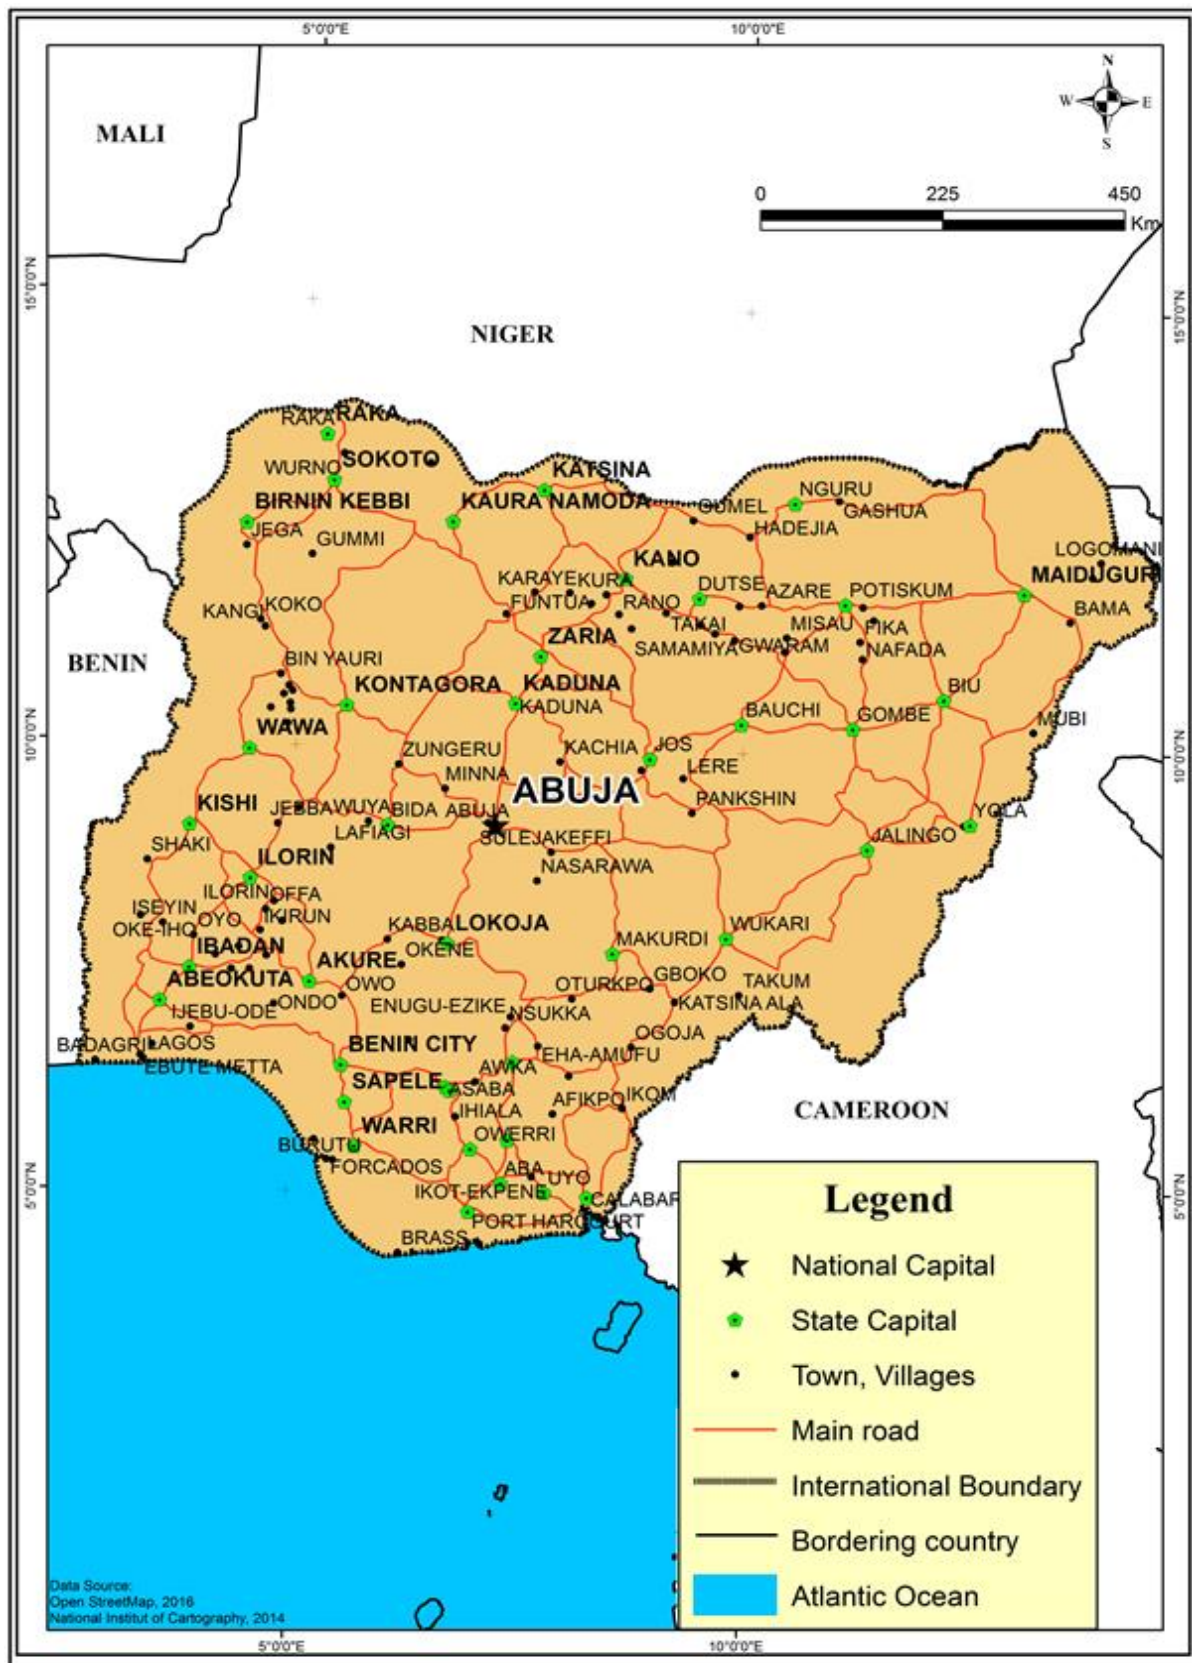 5°0'0"E
10°0'0"E
N
W
E
S
MALI
0
225
450
Km
15°0'0"N
15°0'0"N
NIGER
RAKA
RAKA
SOKOTO
WURNO
KATSINA
BIRNIN KEBBI
KAURA NAMODA
NGURU
GUMEL
GASHUA
JEGA
GUMMI
HADEJIA
LOGOMANI
KANO
MAIDUGURI
KARAYE
KURA
DUTSE
AZARE
POTISKUM
KANGI
KOKO
FUNTUA
RANO
BAMA
ZARIA
TAKAI
MISAU
FIKA
SAMAMIYA
GWARAM
NAFADA
BENIN
BIN YAURI
KONTAGORA
KADUNA
BIU
KADUNA
WAWA
BAUCHI
GOMBE
MUBI
ZUNGERU
KACHIA
JOS
MINNA
LERE
ABUJA
KISHI
JEBBA
WUYA
BIDA
ABUJA
PANKSHIN
YOLA
SHAKI
LAFIAGI
SULEJA
KEFFI
JALINGO
ILORIN
NASARAWA
ILORIN
OFFA
ISEYIN
OYO
IKIRUN
OKE-IHO
KABBA
LOKOJA
WUKARI
IBADAN
AKURE
OKENE
MAKURDI
ABEOKUTA
OWO
OTURKPO
GBOKO
TAKUM
IJEBU-ODE
ONDO
ENUGU-EZIKE
NSUKKA
KATSINA ALA
OGOJA
BADAGRI
LAGOS
BENIN CITY
EHA-AMUFU
EBUTE METTA
AWKA
SAPELE
ASABA
AFIKPO
IKOM
CAMEROON
WARRI
IHIALA
OWERRI
BURUTU
FORCADOS
ABA
UYO
IKOT-EKPENE
CALABAR
PORT HARCOURT
BRASS
5°0'0"N
5°0'0"N
10°0'0"N
10°0'0"N
Legend
National Capital
State Capital
Town, Villages
Main road
International Boundary
Bordering country
Atlantic Ocean
Data Source:
Open StreetMap, 2016
National Institut of Cartography, 2014
5°0'0"E
10°0'0"E